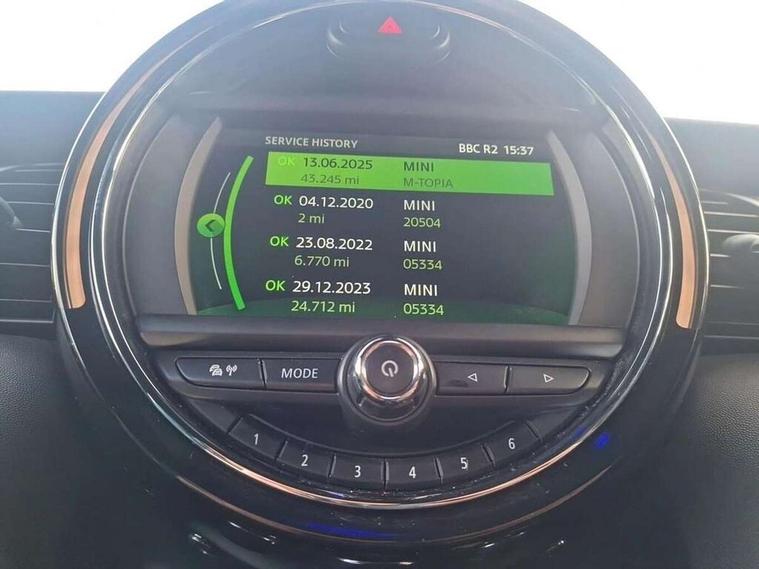 SERVICE HISTORY BBC R2 15:37
OK 13.06.2025 MINI
43.245 mi M-TOPIA
OK 04.12.2020 MINI
2 mi 20504
OK 23.08.2022 MINI
6.770 mi 05334
OK 29.12.2023 MINI
24.712 mi 05334
MODE
1 2 3 4 5 6